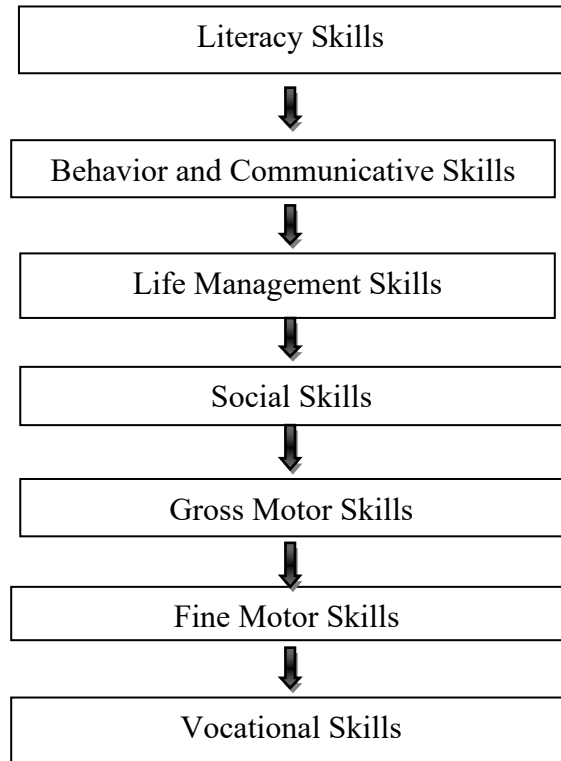 Literacy Skills
Behavior and Communicative Skills
Life Management Skills
Social Skills
Gross Motor Skills
Fine Motor Skills
Vocational Skills